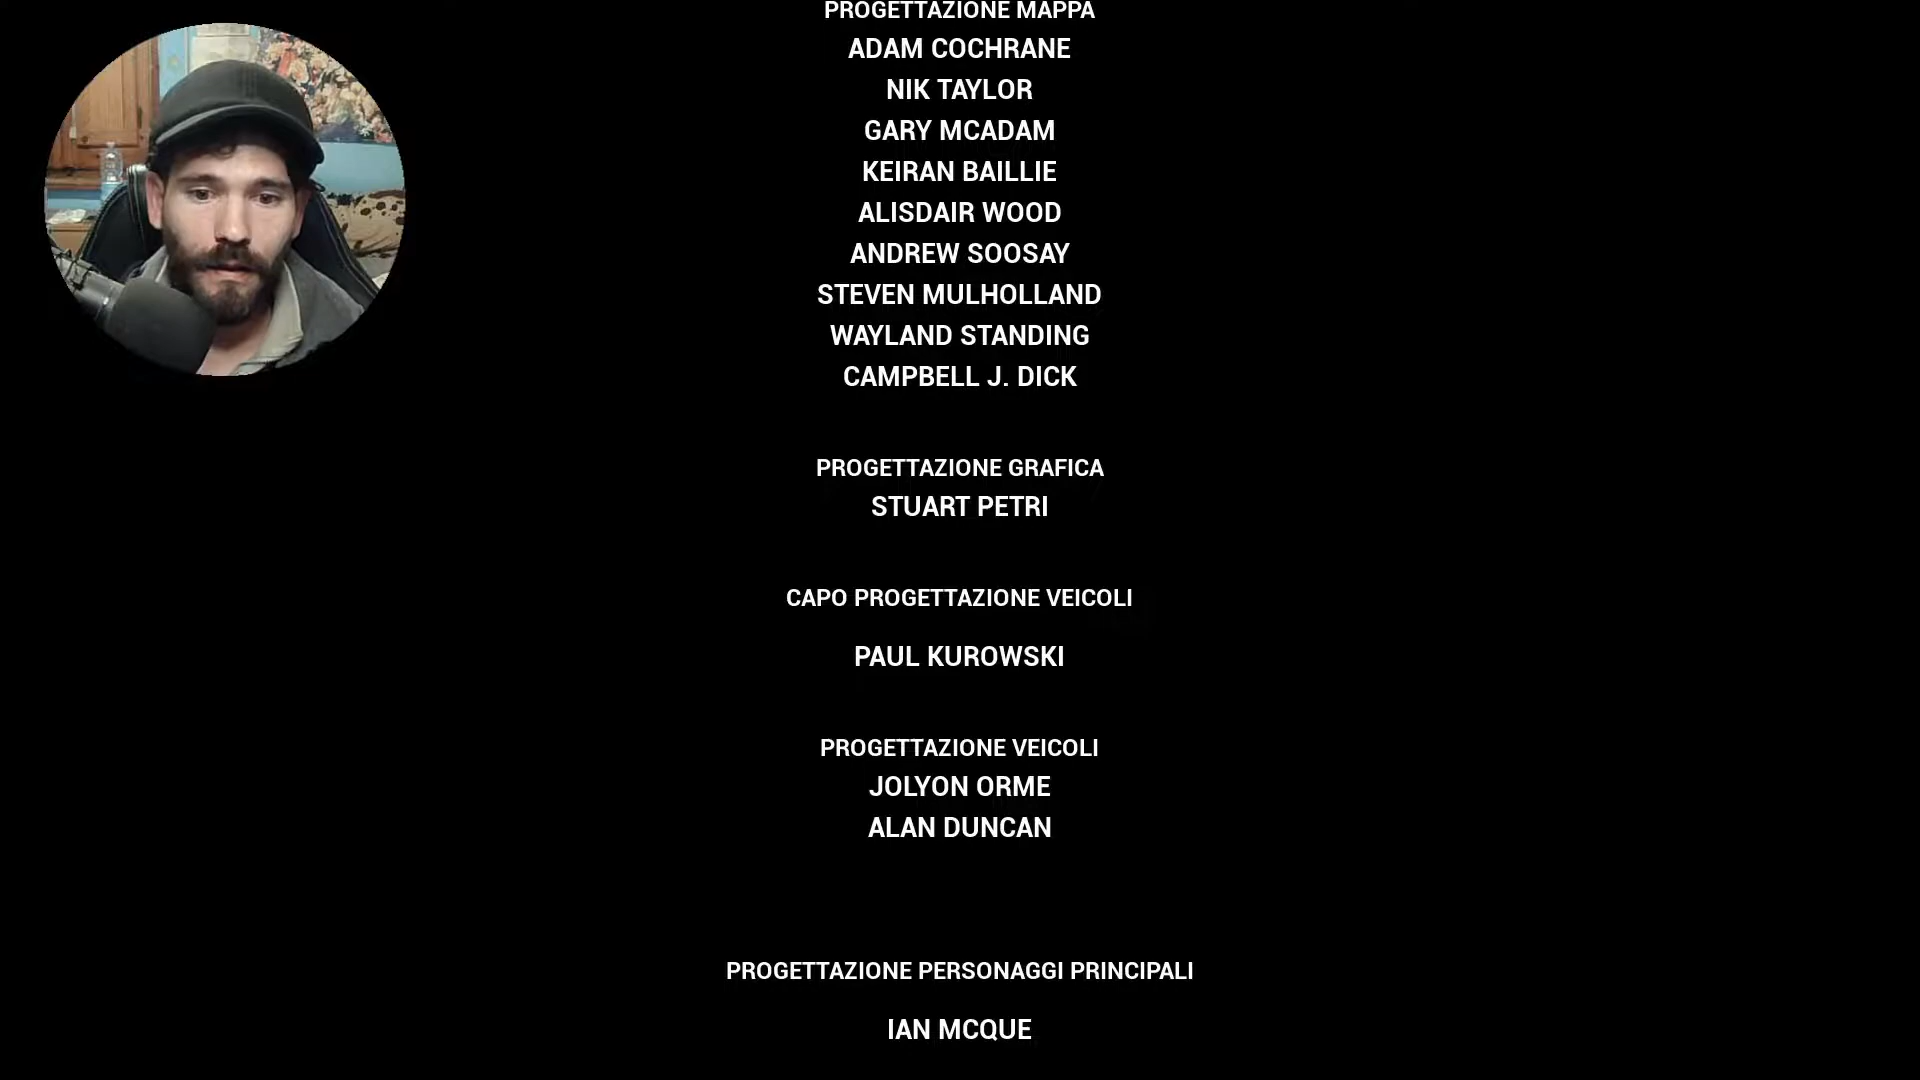 PROGETTAZIONE MAPPA
ADAM COCHRANE
NIK TAYLOR
GARY MCADAM
KEIRAN BAILLIE
ALISDAIR WOOD
ANDREW SOOSAY
STEVEN MULHOLLAND
WAYLAND STANDING
CAMPBELL J. DICK
PROGETTAZIONE GRAFICA
STUART PETRI
CAPO PROGETTAZIONE VEICOLI
PAUL KUROWSKI
PROGETTAZIONE VEICOLI
JOLYON ORME
ALAN DUNCAN
PROGETTAZIONE PERSONAGGI PRINCIPALI
IAN MCQUE